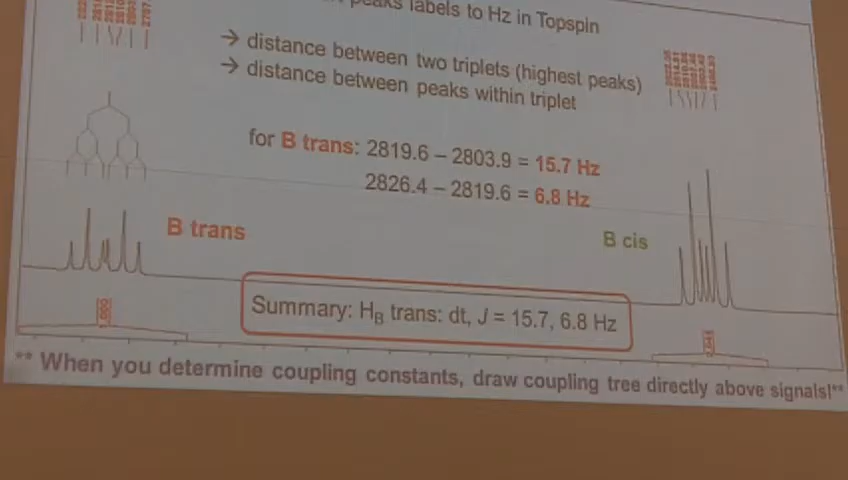 peaks labels to Hz in Topspin
→ distance between two triplets (highest peaks)
→ distance between peaks within triplet
for B trans: 2819.6 – 2803.9 = 15.7 Hz
2826.4 – 2819.6 = 6.8 Hz
B trans
B cis
Summary: HB trans: dt, J = 15.7, 6.8 Hz
** When you determine coupling constants, draw coupling tree directly above signals!**